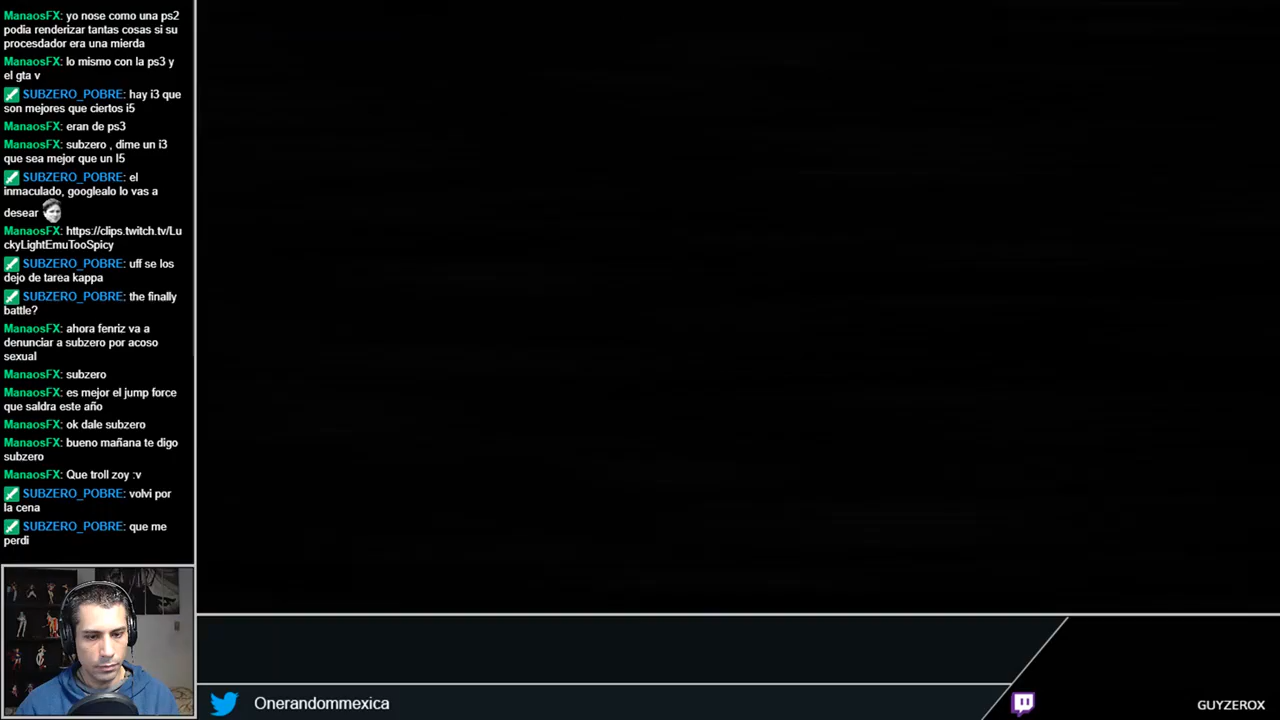 ManaosFX: yo nose como una ps2
podia renderizar tantas cosas si su
procesdador era una mierda
ManaosFX: lo mismo con la ps3 y
el gta v
SUBZERO_POBRE: hay i3 que
son mejores que ciertos i5
ManaosFX: eran de ps3
ManaosFX: subzero , dime un i3
que sea mejor que un I5
SUBZERO_POBRE: el
inmaculado, googlealo lo vas a
desear
ManaosFX: https://clips.twitch.tv/Lu
ckyLightEmuTooSpicy
SUBZERO_POBRE: uff se los
dejo de tarea kappa
SUBZERO_POBRE: the finally
battle?
ManaosFX: ahora fenriz va a
denunciar a subzero por acoso
sexual
ManaosFX: subzero
ManaosFX: es mejor el jump force
que saldra este año
ManaosFX: ok dale subzero
ManaosFX: bueno mañana te digo
subzero
ManaosFX: Que troll zoy :v
SUBZERO_POBRE: volvi por
la cena
SUBZERO_POBRE: que me
perdi
Onerandommexica
GUYZEROX